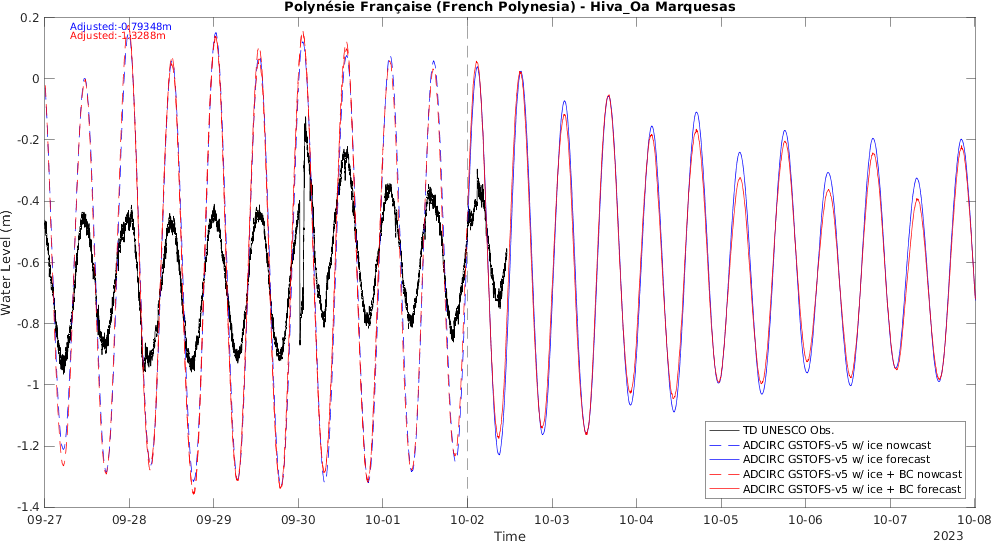 Polynésie Française (French Polynesia) - Hiva_Oa Marquesas
Adjusted:-0.79348m
Adjusted:-1.3288m
Water Level (m)
0.2
0
-0.2
-0.4
-0.6
-0.8
-1
-1.2
-1.4
TD UNESCO Obs.
ADCIRC GSTOFS-v5 w/ ice nowcast
ADCIRC GSTOFS-v5 w/ ice forecast
ADCIRC GSTOFS-v5 w/ ice + BC nowcast
ADCIRC GSTOFS-v5 w/ ice + BC forecast
09-27 09-28 09-29 09-30 10-01 10-02 10-03 10-04 10-05 10-06 10-07 10-08
Time
2023